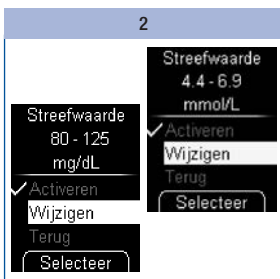 2
Streefwaarde
80 - 125
mg/dL
Activeren
Wijzigen
Terug
Selecteer
Streefwaarde
4.4 - 6.9
mmol/L
Activeren
Wijzigen
Terug
Selecteer